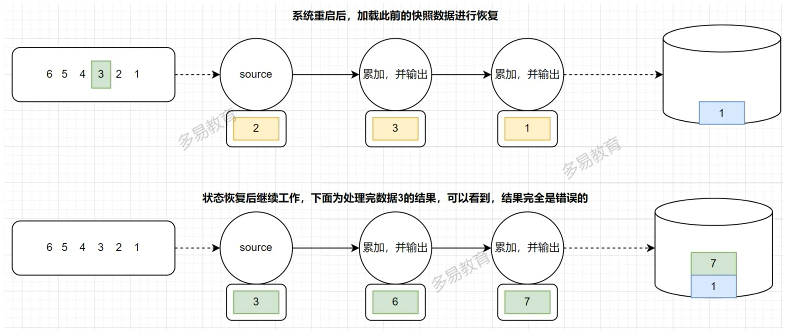 系统重启后，加载此前的快照数据进行恢复
6 5 4 3 2 1
source
累加，并输出
累加，并输出
2
3
1
1
多易教育
多易教育
状态恢复后继续工作，下面为处理完数据3的结果，可以看到，结果完全是错误的
6 5 4 3 2 1
source
累加，并输出
累加，并输出
3
6
7
7
1
多易教育